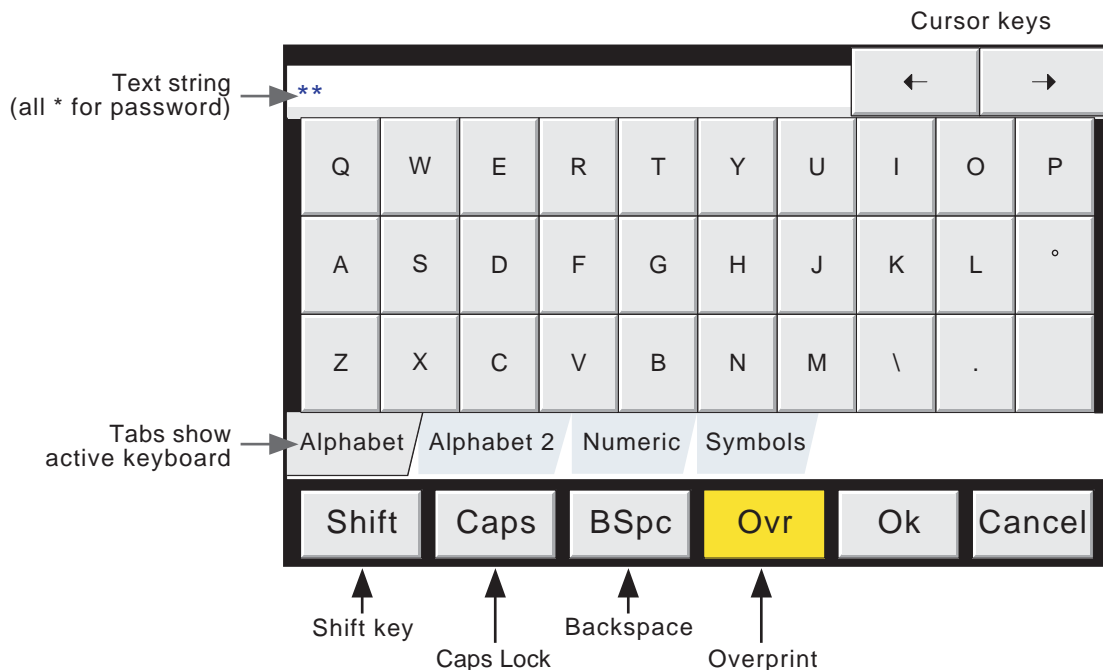 Cursor keys
Text string
(all * for password)
**
← →
Q W E R T Y U I O P
A S D F G H J K L °
Z X C V B N M \ .
Tabs show
active keyboard
Alphabet Alphabet 2 Numeric Symbols
Shift Caps BSpc Ovr Ok Cancel
Shift key Backspace
Caps Lock Overprint